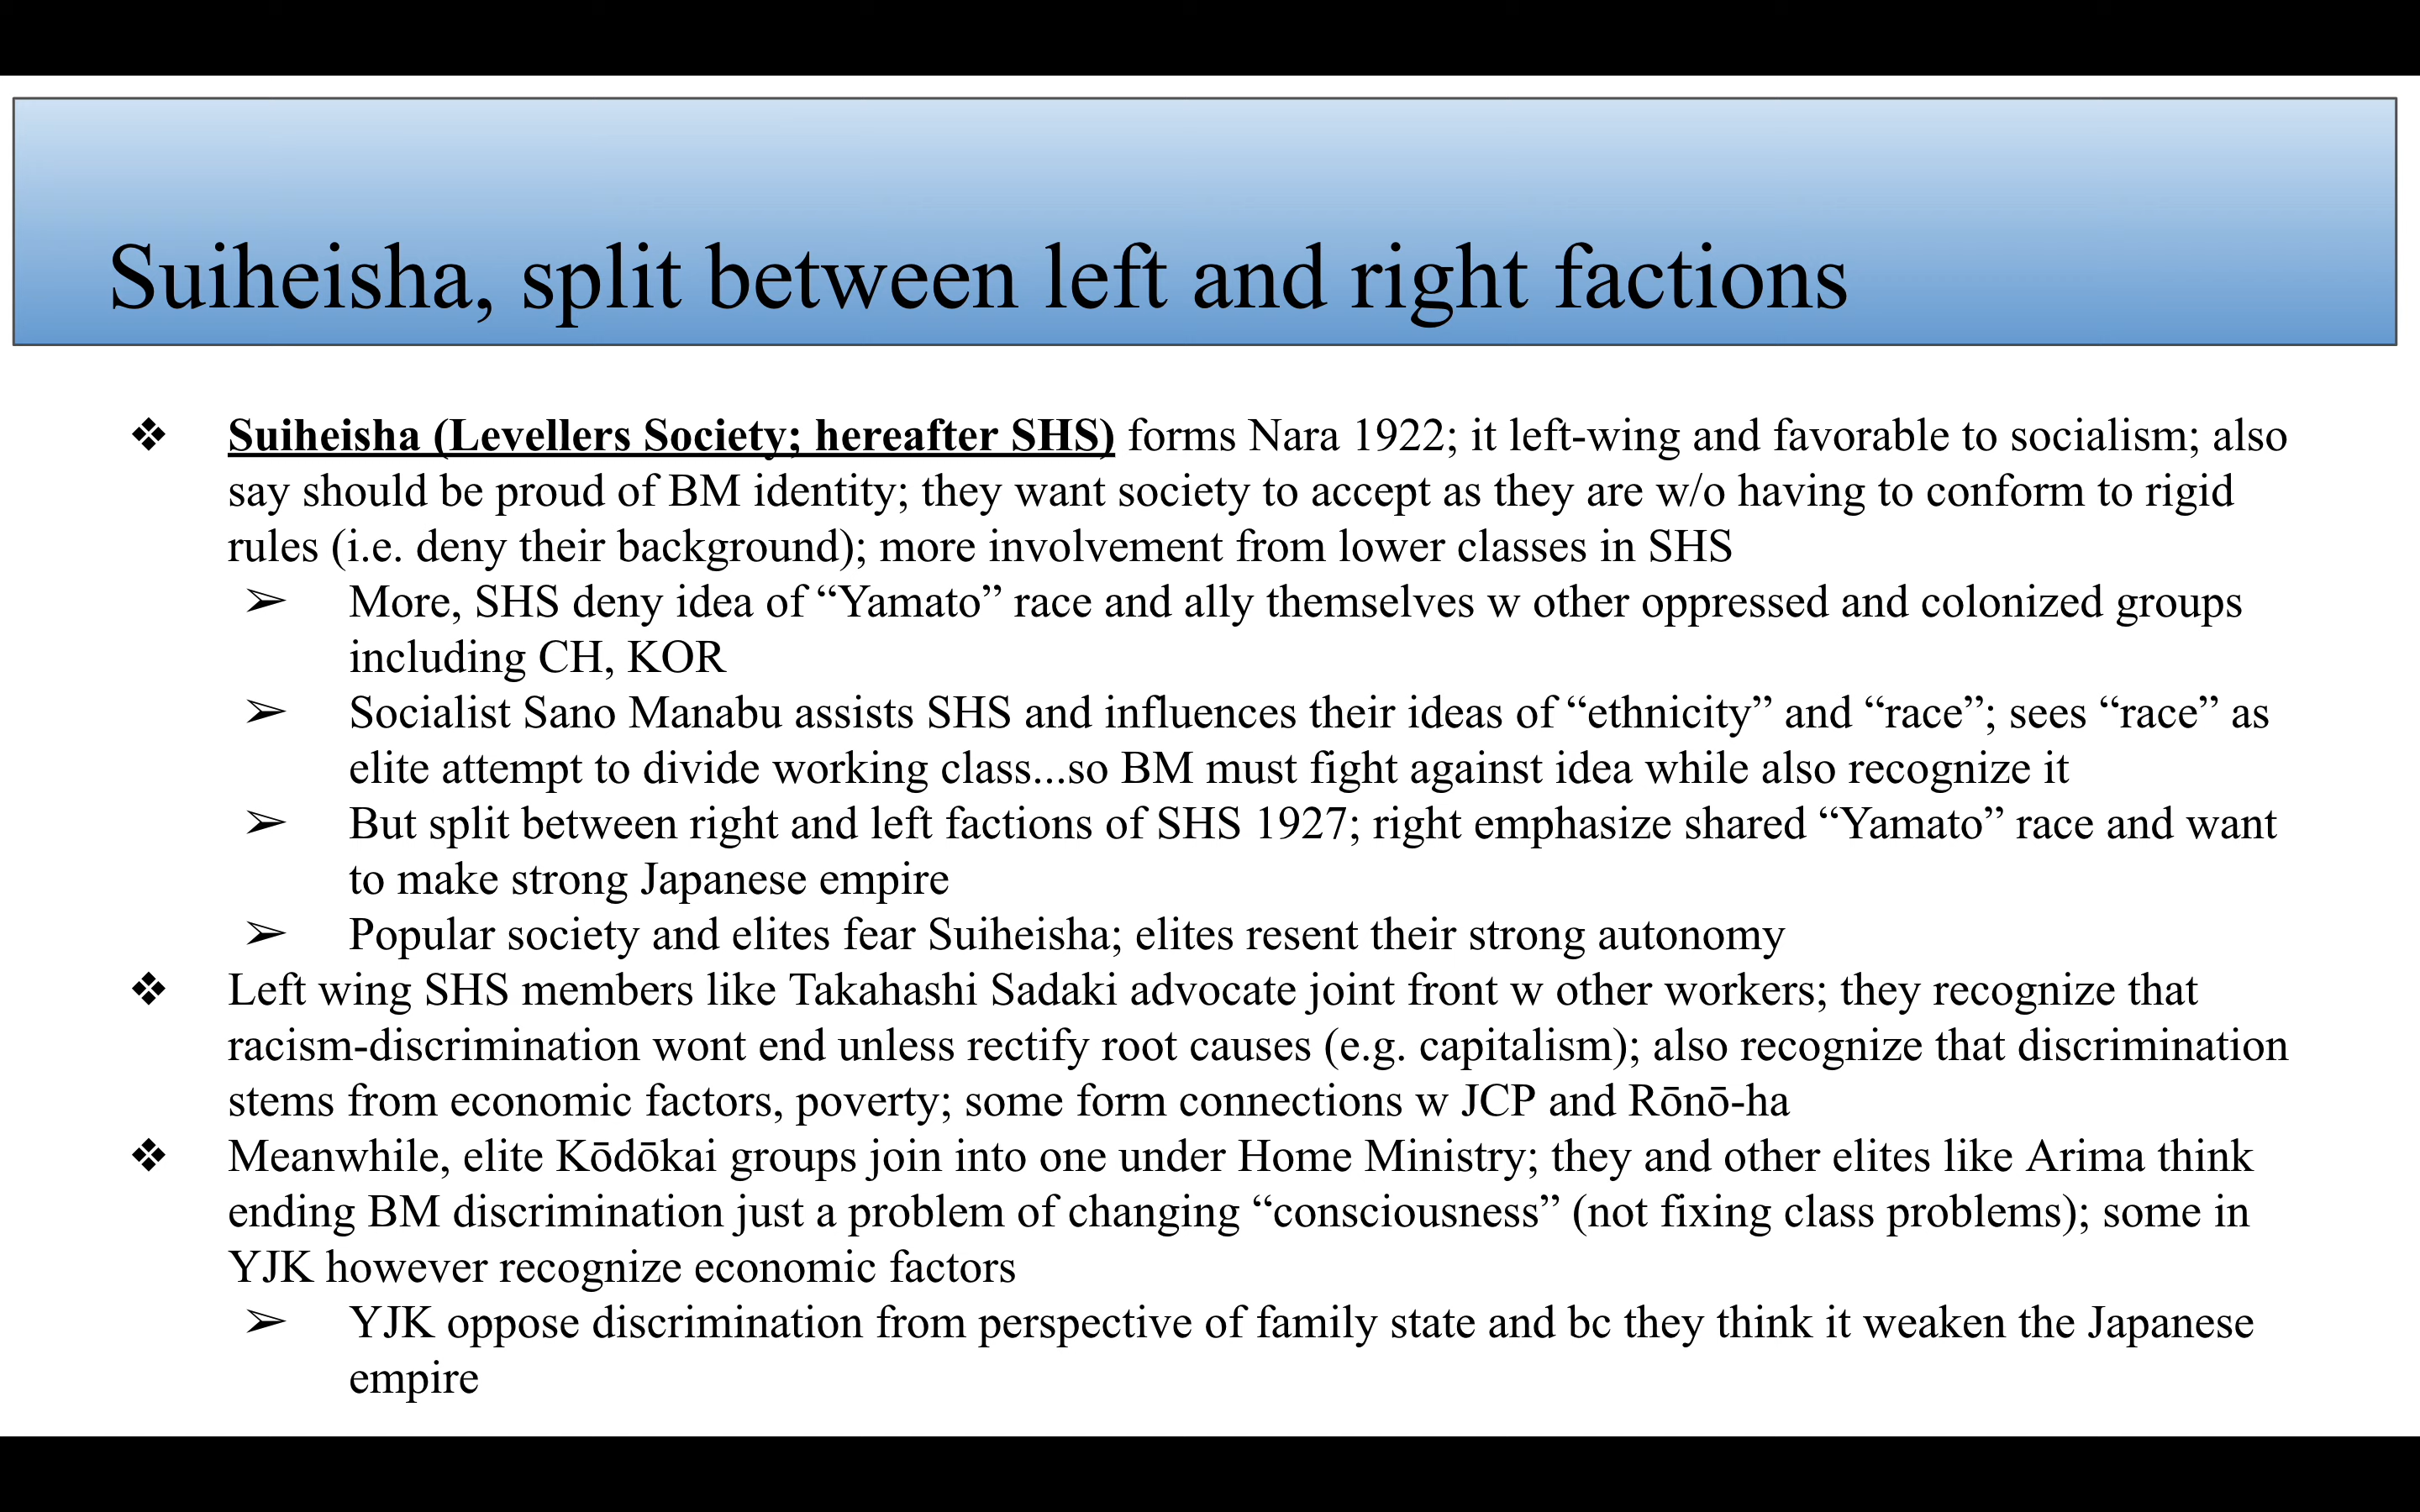 Suiheisha, split between left and right factions
❖ Suiheisha (Levellers Society; hereafter SHS) forms Nara 1922; it left-wing and favorable to socialism; also
say should be proud of BM identity; they want society to accept as they are w/o having to conform to rigid
rules (i.e. deny their background); more involvement from lower classes in SHS
➢ More, SHS deny idea of “Yamato” race and ally themselves w other oppressed and colonized groups
including CH, KOR
➢ Socialist Sano Manabu assists SHS and influences their ideas of “ethnicity” and “race”; sees “race” as
elite attempt to divide working class...so BM must fight against idea while also recognize it
➢ But split between right and left factions of SHS 1927; right emphasize shared “Yamato” race and want
to make strong Japanese empire
➢ Popular society and elites fear Suiheisha; elites resent their strong autonomy
❖ Left wing SHS members like Takahashi Sadaki advocate joint front w other workers; they recognize that
racism-discrimination wont end unless rectify root causes (e.g. capitalism); also recognize that discrimination
stems from economic factors, poverty; some form connections w JCP and Rōnō-ha
❖ Meanwhile, elite Kōdōkai groups join into one under Home Ministry; they and other elites like Arima think
ending BM discrimination just a problem of changing “consciousness” (not fixing class problems); some in
YJK however recognize economic factors
➢ YJK oppose discrimination from perspective of family state and bc they think it weaken the Japanese
empire